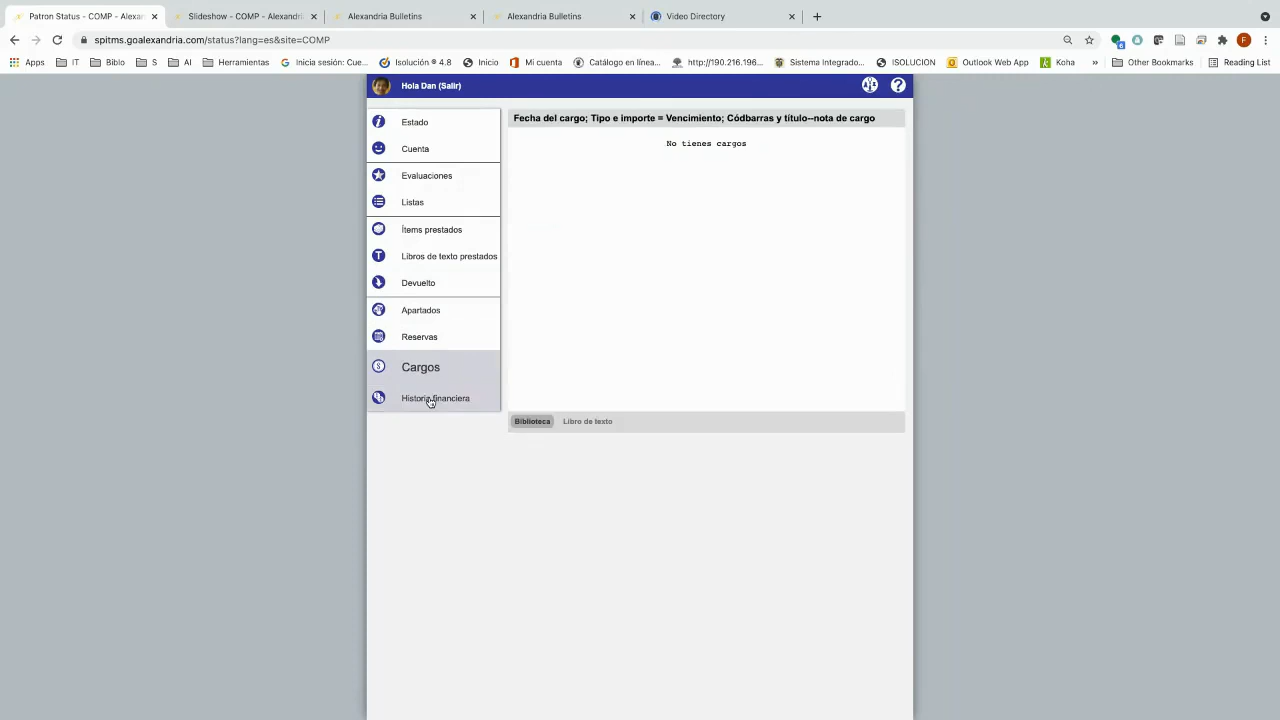 Patron Status - COMP - Alexan
Slideshow - COMP - Alexandri
Alexandria Bulletins
Alexandria Bulletins
Video Directory
spitms.goalexandria.com/status?lang=es&site=COMP
F
6
Apps
IT
Biblo
S
AI
Herramientas
Inicia sesión: Cue...
Isolución ® 4.8
Inicio
Mi cuenta
Catálogo en línea...
http://190.216.196...
Sistema Integrado...
ISOLUCION
Outlook Web App
Koha
»
Other Bookmarks
Reading List
Hola Dan (Salir)
Estado
Cuenta
Evaluaciones
Listas
Ítems prestados
Libros de texto prestados
Devuelto
Apartados
Reservas
Cargos
Historia financiera
Fecha del cargo; Tipo e importe = Vencimiento; Códbarras y título--nota de cargo
No tienes cargos
Biblioteca
Libro de texto